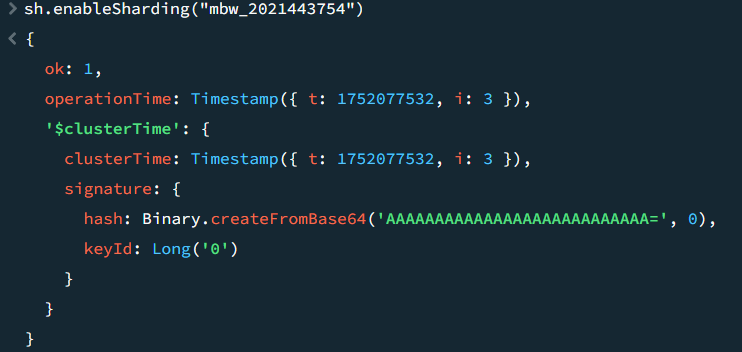 > sh.enableSharding("mbw_2021443754")
< {
ok: 1,
operationTime: Timestamp({ t: 1752077532, i: 3 }),
'$clusterTime': {
clusterTime: Timestamp({ t: 1752077532, i: 3 }),
signature: {
hash: Binary.createFromBase64('AAAAAAAAAAAAAAAAAAAAAAAAAAA=', 0),
keyId: Long('0')
}
}
}